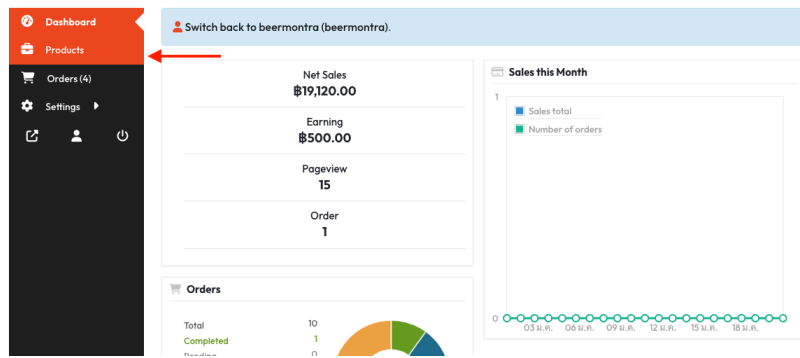 Dashboard
Products
Orders (4)
Settings
Switch back to beermontra (beermontra).
Net Sales
฿19,120.00
Earning
฿500.00
Pageview
15
Order
1
Orders
Total 10
Completed 1
Pending 0
Sales this Month
1
Sales total
Number of orders
0
03 ม.ค. 06 ม.ค. 09 ม.ค. 12 ม.ค. 15 ม.ค. 18 ม.ค.